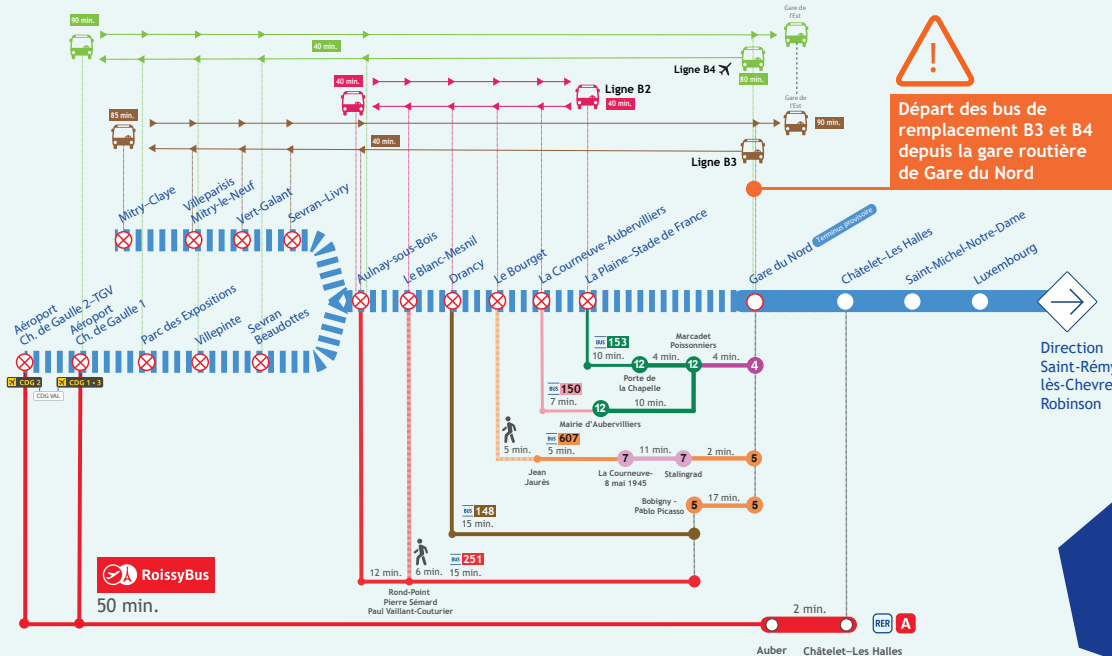 90 min.
40 min.
Gare de
l'Est
Ligne B4
80 min.
40 min.
Ligne B2
40 min.
Gare de
l'Est
85 min.
90 min.
40 min.
Ligne B3
!
Départ des bus de
remplacement B3 et B4
depuis la gare routière
de Gare du Nord
Mitry–Claye
Villeparisis
Mitry-le-Neuf
Vert-Galant
Sevran–Livry
Aulnay-sous-Bois
Le Blanc-Mesnil
Drancy
Le Bourget
La Courneuve-Aubervilliers
La Plaine–Stade de France
Gare du Nord
Terminus provisoire
Châtelet–Les Halles
Saint-Michel-Notre-Dame
Luxembourg
Aéroport
Ch. de Gaulle 2–TGV
Aéroport
Ch. de Gaulle 1
Parc des Expositions
Villepinte
Sevran
Beaudottes
CDG 2
CDG 1 • 3
CDG VAL
Direction
Saint-Rémy
lès-Chevre
Robinson
BUS 153
10 min.
12
4 min.
Marcadet
Poissonniers
12
4 min.
4
Porte de
la Chapelle
BUS 150
7 min.
12
10 min.
Mairie d'Aubervilliers
5 min.
BUS 607
5 min.
7
11 min.
7
2 min.
5
Jean
Jaurès
La Courneuve-
8 mai 1945
Stalingrad
Bobigny -
Pablo Picasso
5
17 min.
5
BUS 148
15 min.
12 min.
6 min.
BUS 251
15 min.
Rond-Point
Pierre Sémard
Paul Vaillant-Couturier
RoissyBus
50 min.
2 min.
RER A
Auber
Châtelet–Les Halles